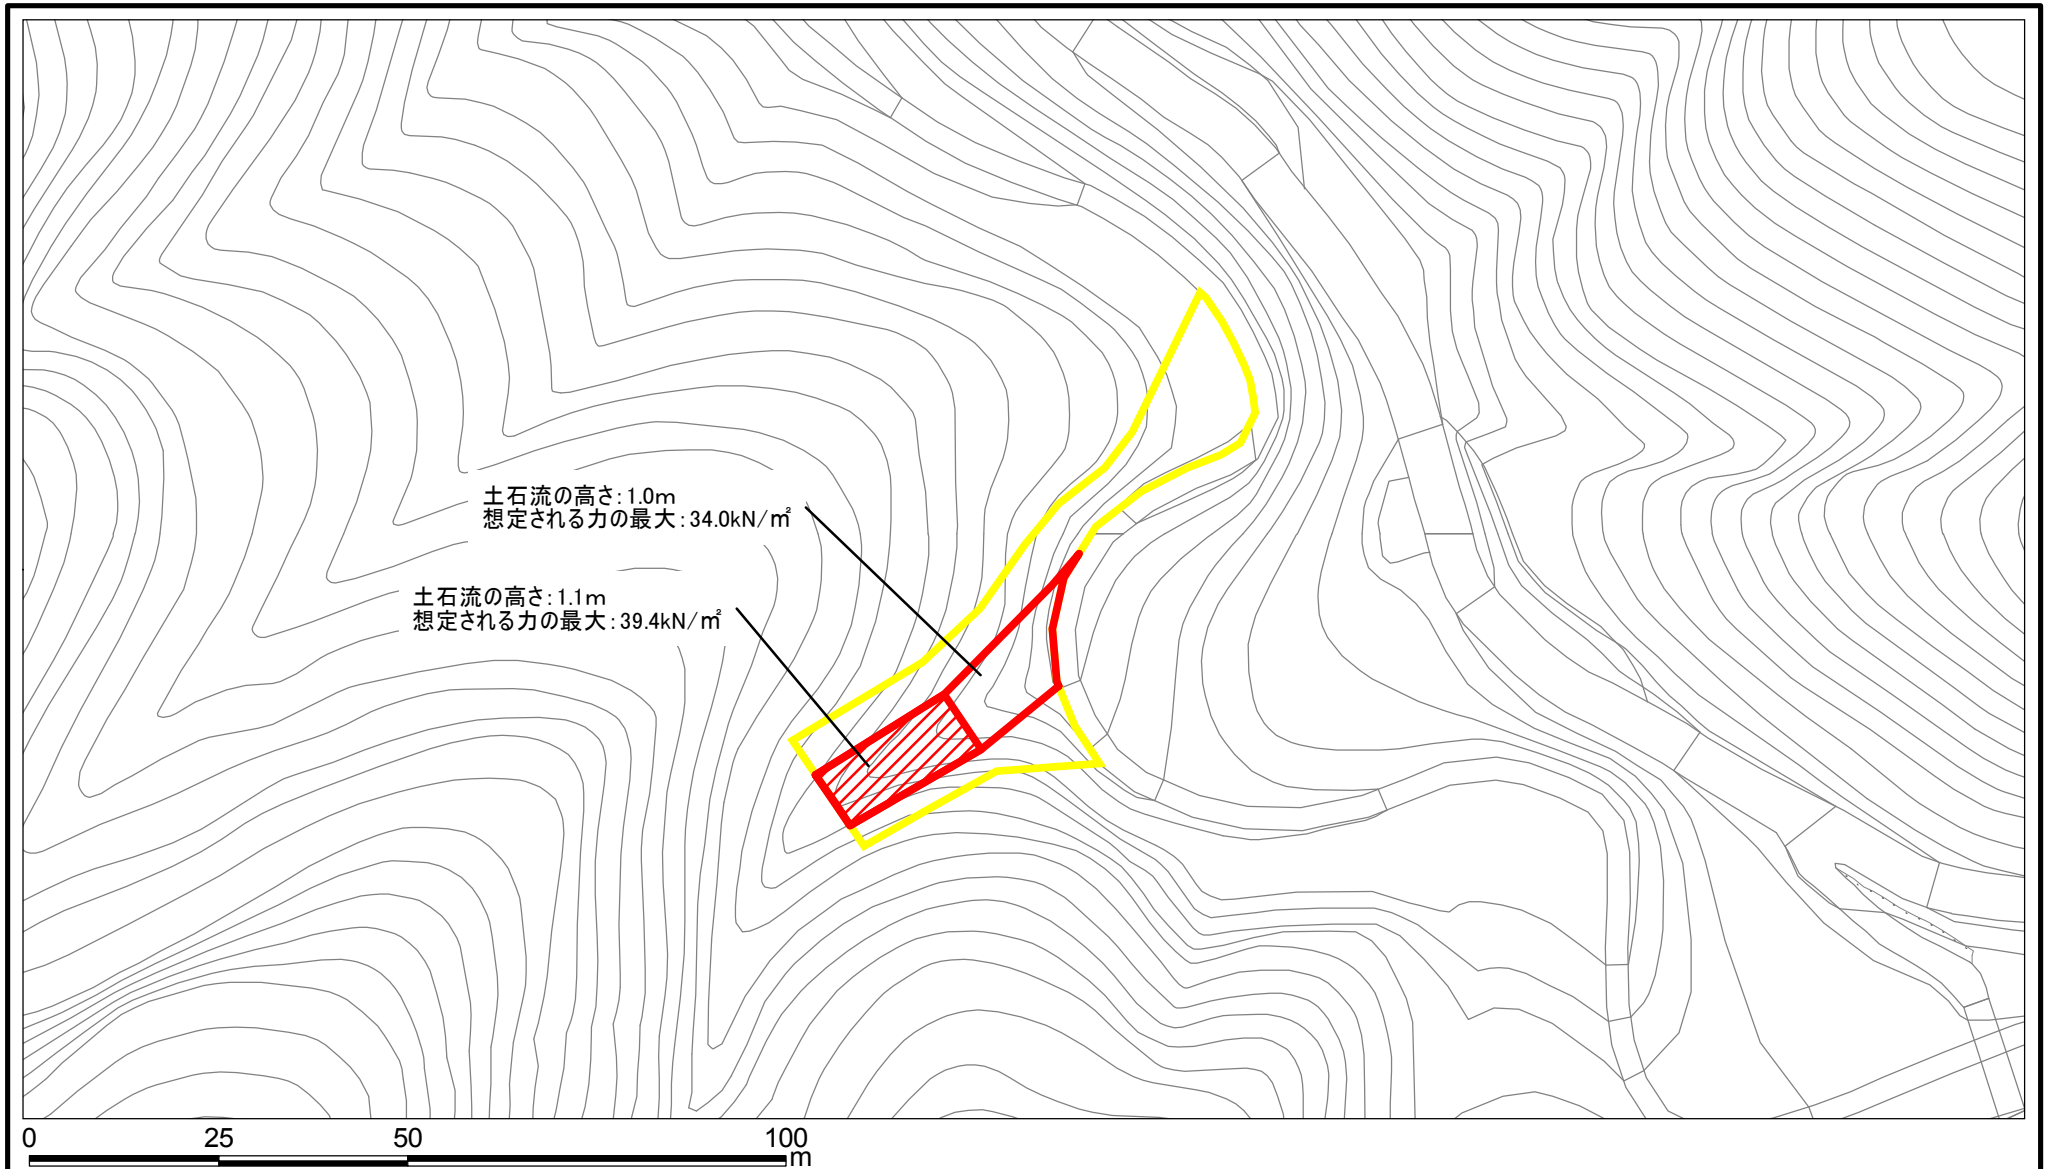 土石流の高さ:1.0m
想定される力の最大:34.0kN/㎡
土石流の高さ:1.1m
想定される力の最大:39.4kN/㎡
0 25 50 100
m